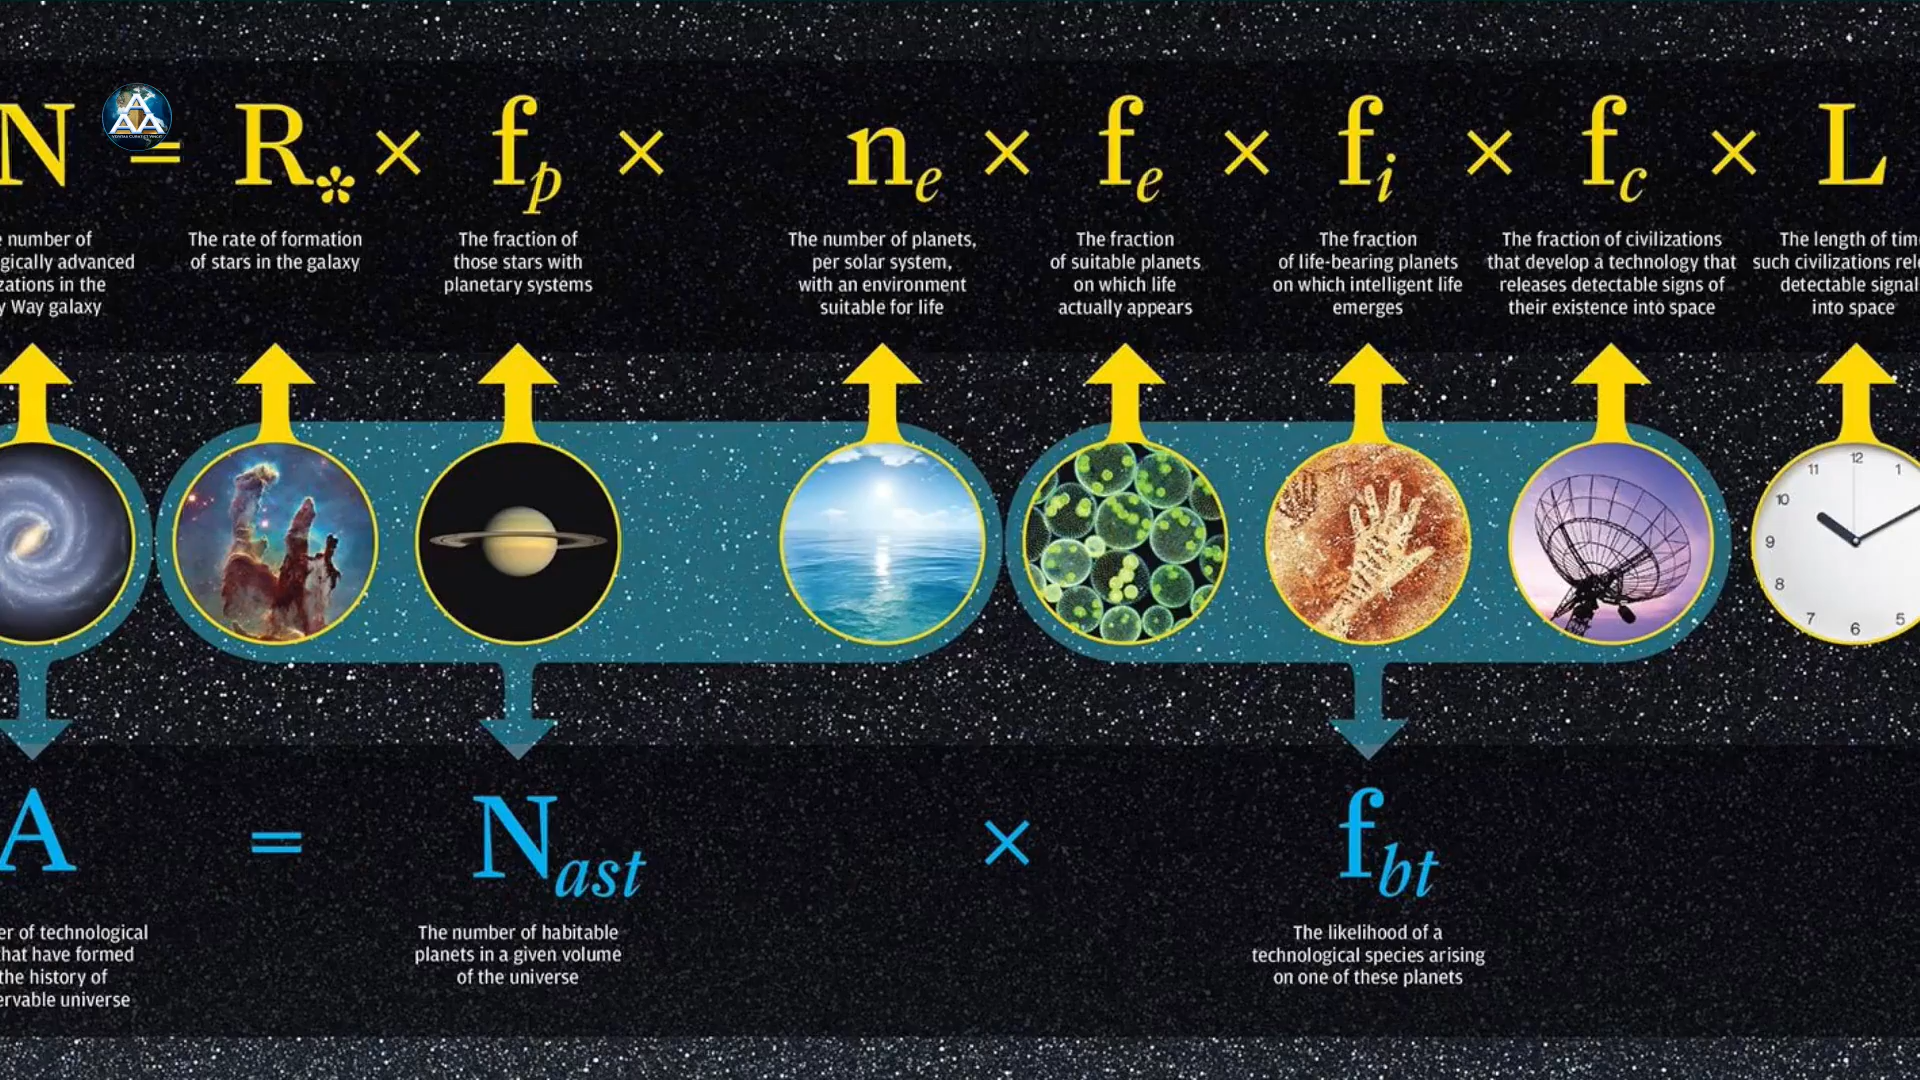 N = R* × fp × ne × fe × fi × fc × L
number of
gically advanced
zations in the
y Way galaxy
The rate of formation
of stars in the galaxy
The fraction of
those stars with
planetary systems
The number of planets,
per solar system,
with an environment
suitable for life
The fraction
of suitable planets
on which life
actually appears
The fraction
of life-bearing planets
on which intelligent life
emerges
The fraction of civilizations
that develop a technology that
releases detectable signs of
their existence into space
The length of time
such civilizations rele
detectable signal
into space
AAA
11 12 1
10
9
8
7 6 5
A = Nast × fbt
er of technological
hat have formed
the history of
ervable universe
The number of habitable
planets in a given volume
of the universe
The likelihood of a
technological species arising
on one of these planets